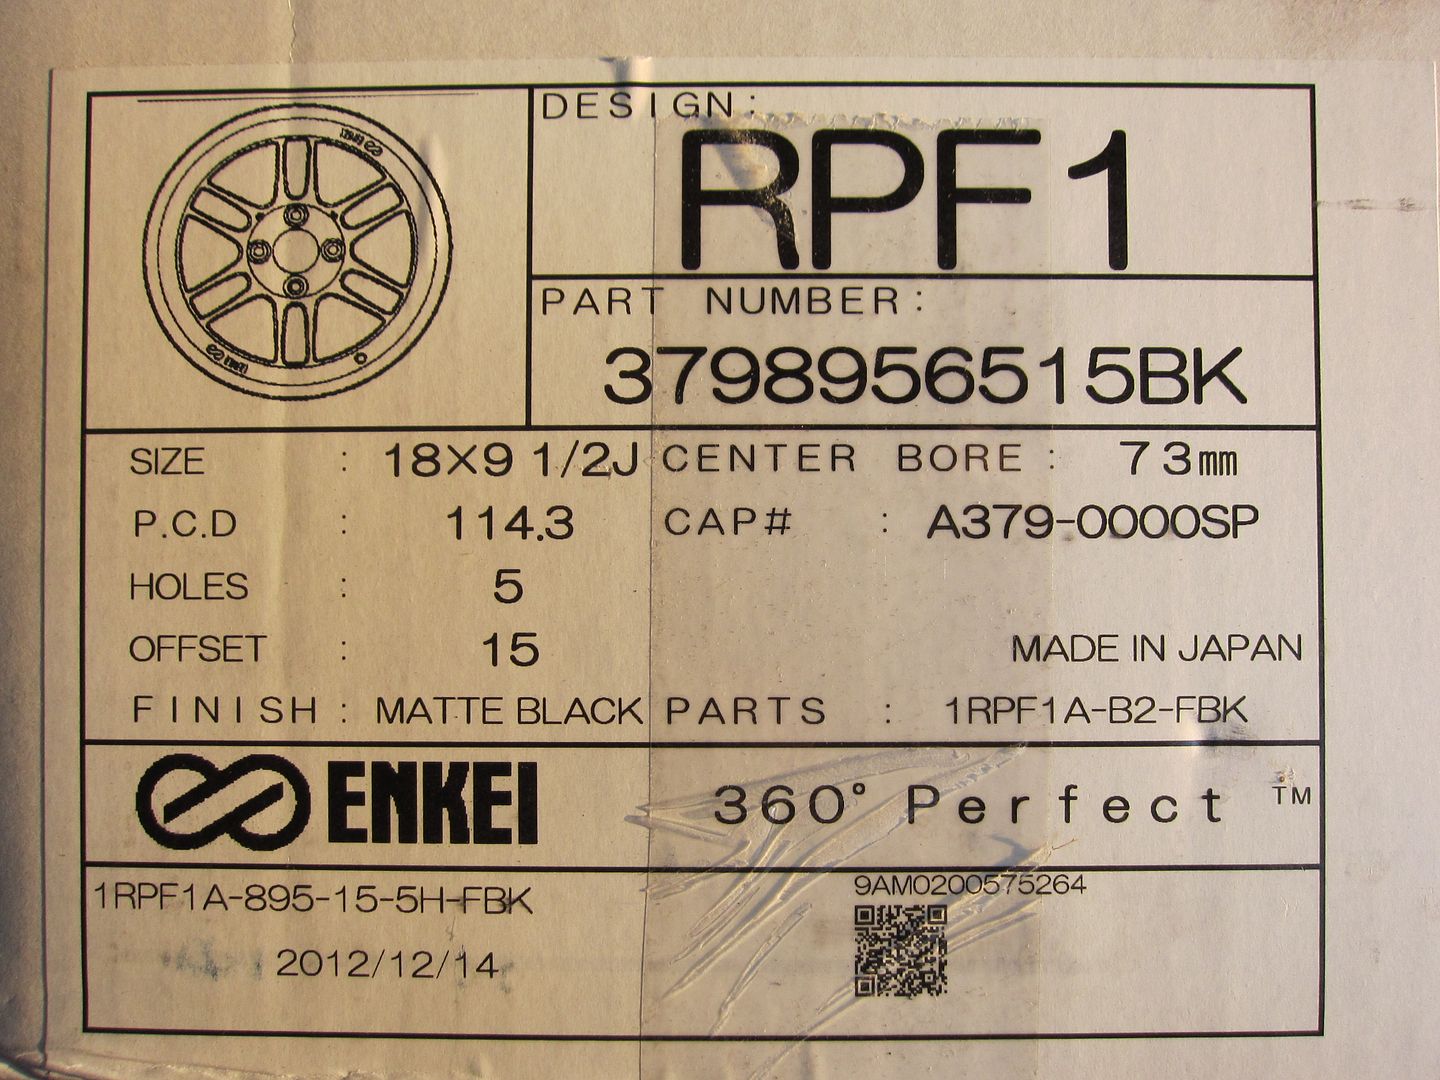 DESIGN:
RPF1
PART NUMBER:
3798956515BK
SIZE : 18×9 1/2J CENTER BORE : 73mm
P.C.D : 114.3 CAP# : A379-0000SP
HOLES : 5
OFFSET : 15 MADE IN JAPAN
FINISH : MATTE BLACK PARTS : 1RPF1A-B2-FBK
ENKEI 360° Perfect ™
1RPF1A-895-15-5H-FBK 9AM0200575264
2012/12/14